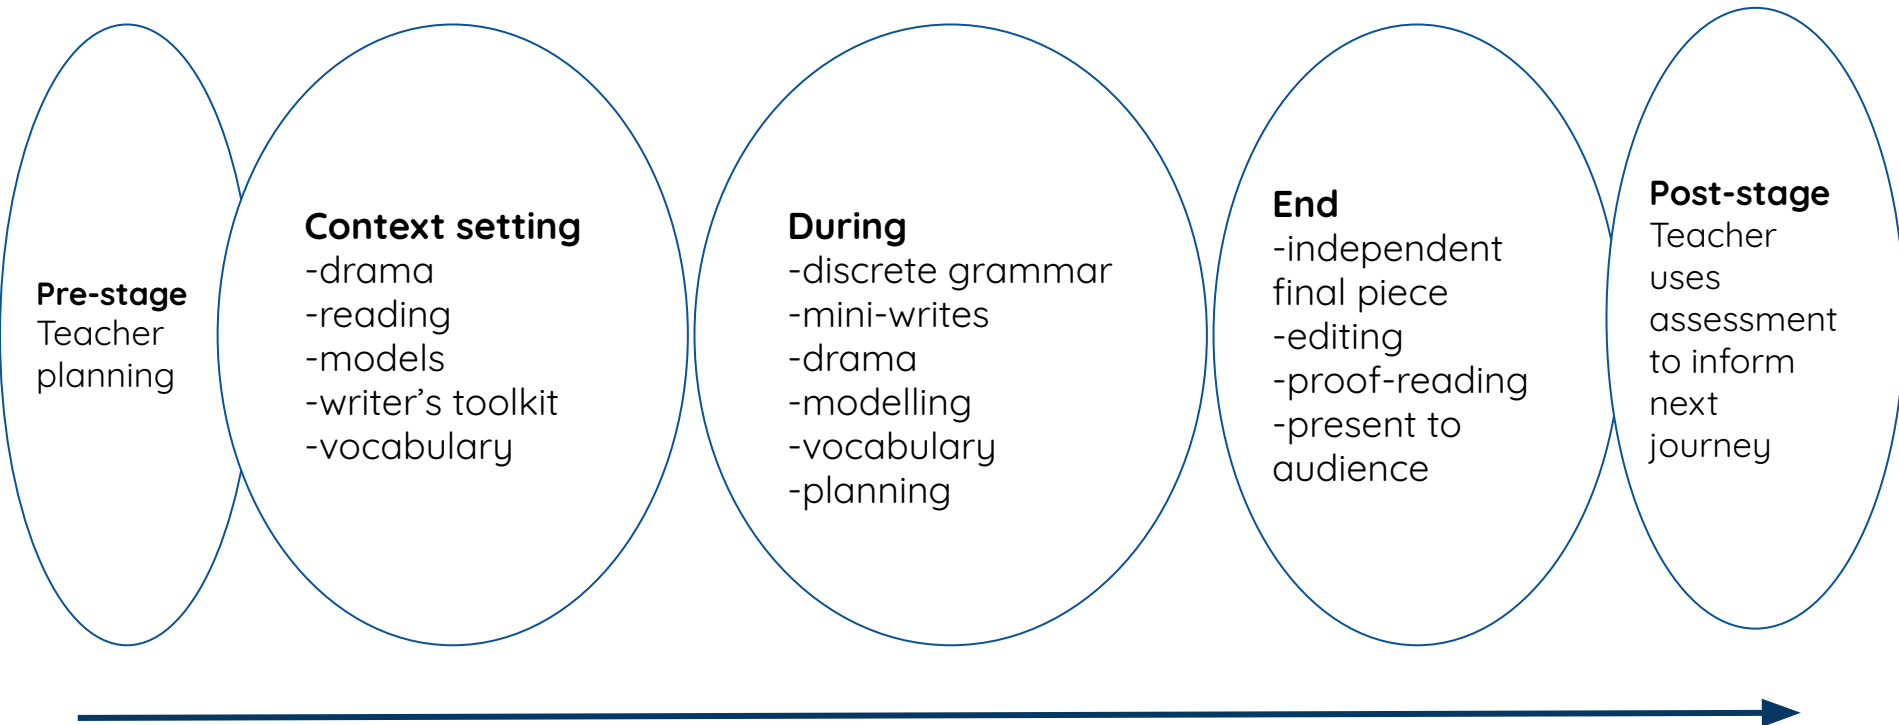 Pre-stage
Teacher
planning
Context setting
-drama
-reading
-models
-writer’s toolkit
-vocabulary
During
-discrete grammar
-mini-writes
-drama
-modelling
-vocabulary
-planning
End
-independent
final piece
-editing
-proof-reading
-present to
audience
Post-stage
Teacher
uses
assessment
to inform
next
journey